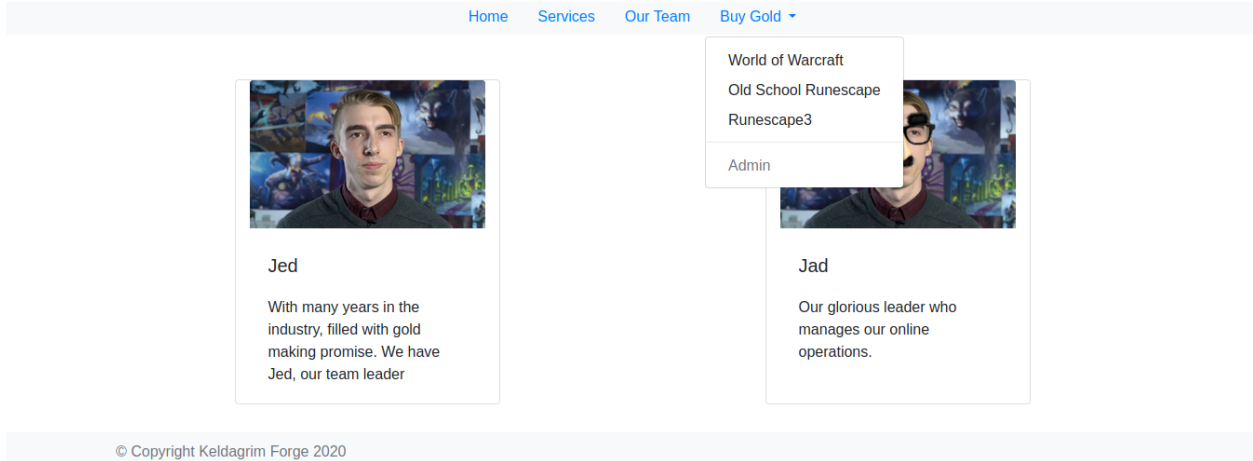 Home Services Our Team Buy Gold
World of Warcraft
Old School Runescape
Runescape3
Admin
Jed
With many years in the
industry, filled with gold
making promise. We have
Jed, our team leader
Jad
Our glorious leader who
manages our online
operations.
© Copyright Keldagrim Forge 2020